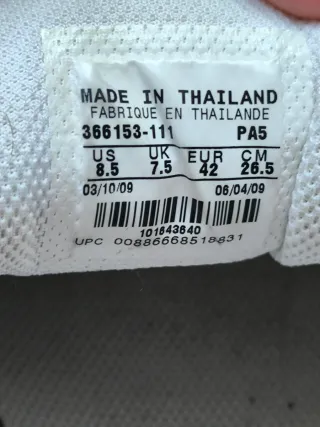 MADE IN THAILAND
FABRIQUE EN THAILANDE
366153-111 PA5
US UK EUR CM
8.5 7.5 42 26.5
03/10/09 06/04/09
101643640
UPC 00886668518831